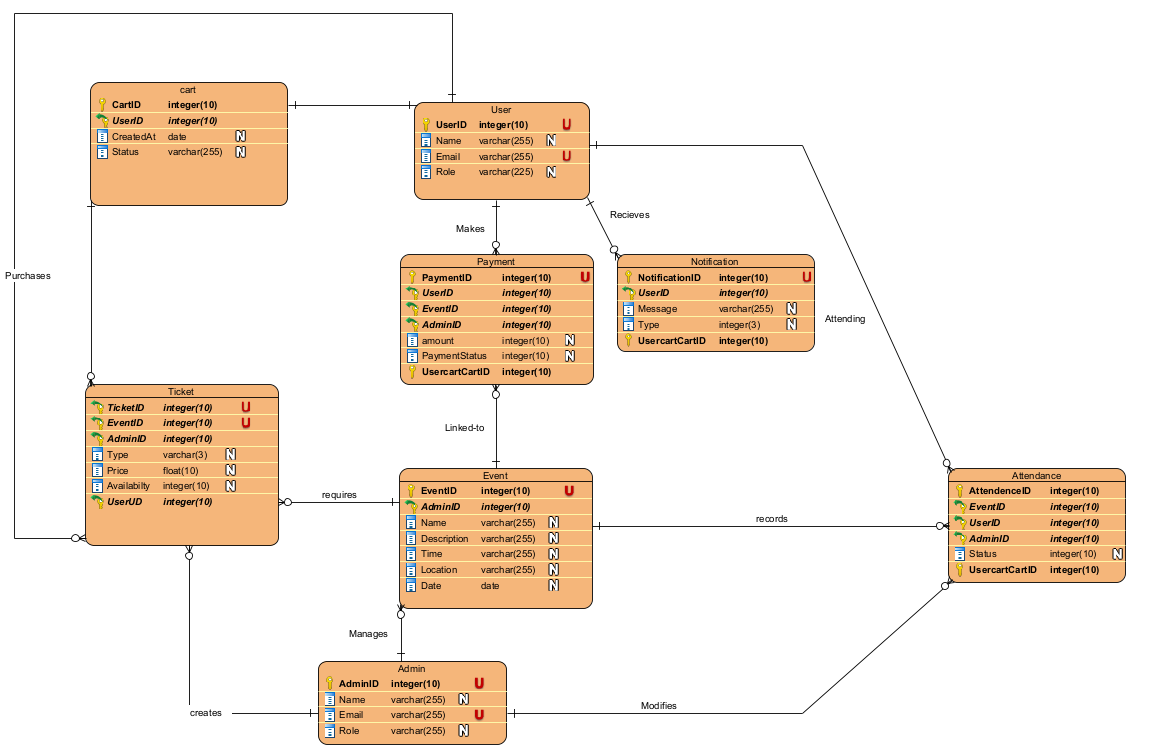 cart
CartID integer(10)
UserID integer(10)
CreatedAt date N
Status varchar(255) N
User
UserID integer(10) U
Name varchar(255) N
Email varchar(255) U
Role varchar(225) N
Makes
Recieves
Purchases
Payment
PaymentID integer(10) U
UserID integer(10)
EventID integer(10)
AdminID integer(10)
amount integer(10) N
PaymentStatus integer(10) N
UsercartCartID integer(10)
Notification
NotificationID integer(10) U
UserID integer(10)
Message varchar(255) N
Type integer(3) N
UsercartCartID integer(10)
Attending
Ticket
TicketID integer(10) U
EventID integer(10) U
AdminID integer(10)
Type varchar(3) N
Price float(10) N
Availabilty integer(10) N
UserUD integer(10)
Linked-to
requires
Event
EventID integer(10) U
AdminID integer(10)
Name varchar(255) N
Description varchar(255) N
Time varchar(255) N
Location varchar(255) N
Date date N
records
Attendance
AttendenceID integer(10)
EventID integer(10)
UserID integer(10)
AdminID integer(10)
Status integer(10) N
UsercartCartID integer(10)
Manages
Admin
AdminID integer(10) U
Name varchar(255) N
Email varchar(255) U
Role varchar(255) N
creates
Modifies